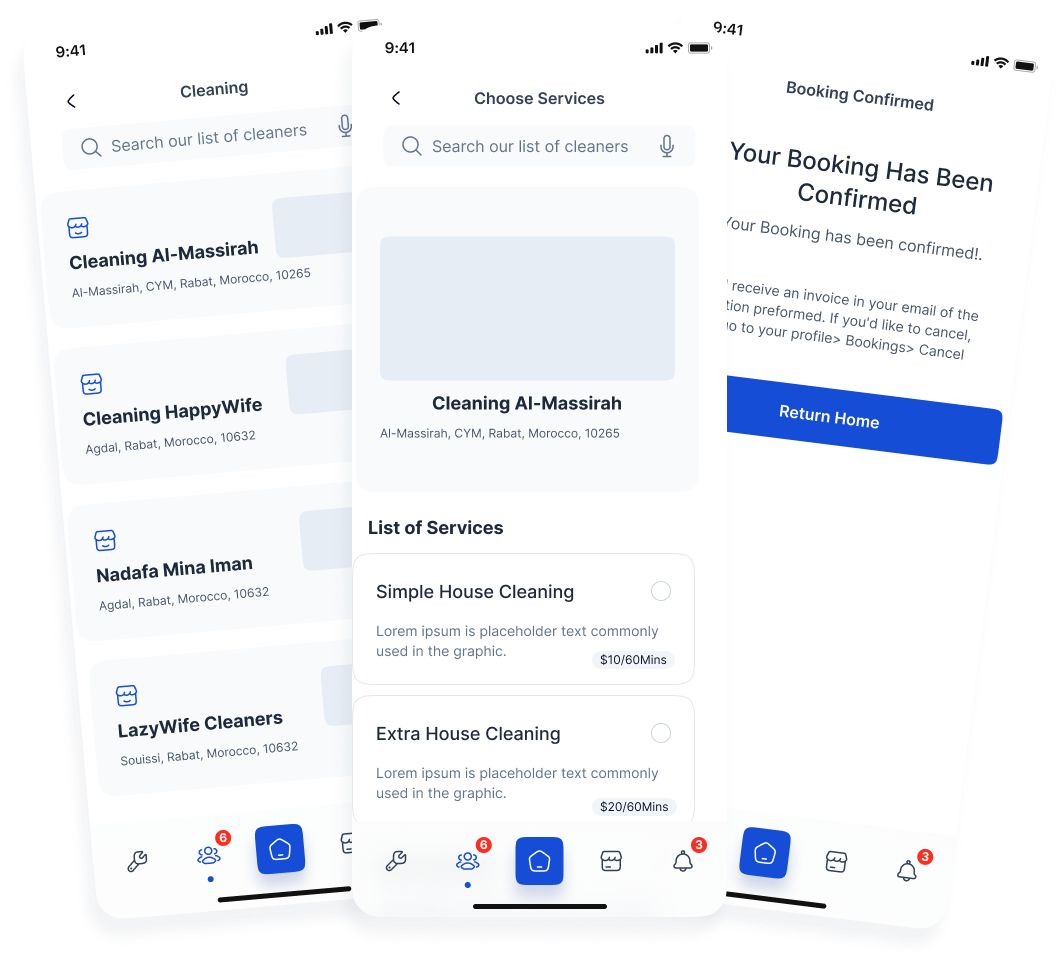 9:41
Cleaning
Search our list of cleaners
Cleaning Al-Massirah
Al-Massirah, CYM, Rabat, Morocco, 10265
Cleaning HappyWife
Agdal, Rabat, Morocco, 10632
Nadafa Mina Iman
Agdal, Rabat, Morocco, 10632
LazyWife Cleaners
Souissi, Rabat, Morocco, 10632
6
9:41
Choose Services
Search our list of cleaners
Cleaning Al-Massirah
Al-Massirah, CYM, Rabat, Morocco, 10265
List of Services
Simple House Cleaning
Lorem ipsum is placeholder text commonly
used in the graphic.
$10/60Mins
Extra House Cleaning
Lorem ipsum is placeholder text commonly
used in the graphic.
$20/60Mins
6
3
9:41
Booking Confirmed
Your Booking Has Been
Confirmed
Your Booking has been confirmed!.
receive an invoice in your email of the
preformed. If you'd like to cancel,
to your profile> Bookings> Cancel
Return Home
3